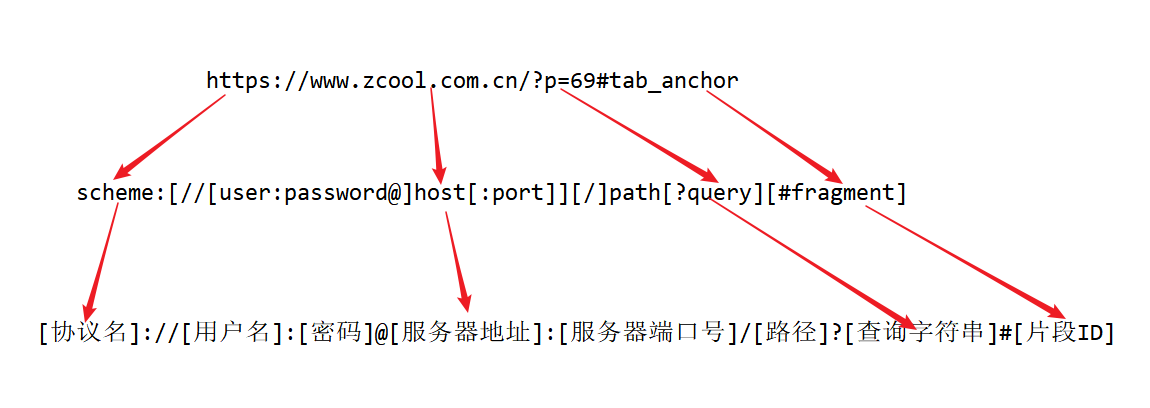 https://www.zcool.com.cn/?p=69#tab_anchor
scheme:[//[user:password@]host[:port]][/]path[?query][#fragment]
[协议名]://[用户名]:[密码]@[服务器地址]:[服务器端口号]/[路径]?[查询字符串]#[片段ID]